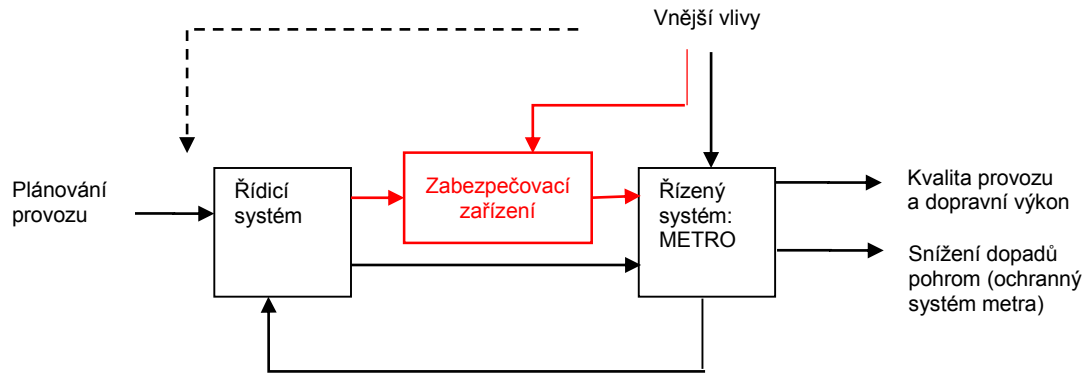 Vnější vlivy
Plánování
provozu
Řídicí
systém
Zabezpečovací
zařízení
Řízený
systém:
METRO
Kvalita provozu
a dopravní výkon
Snížení dopadů
pohrom (ochranný
systém metra)